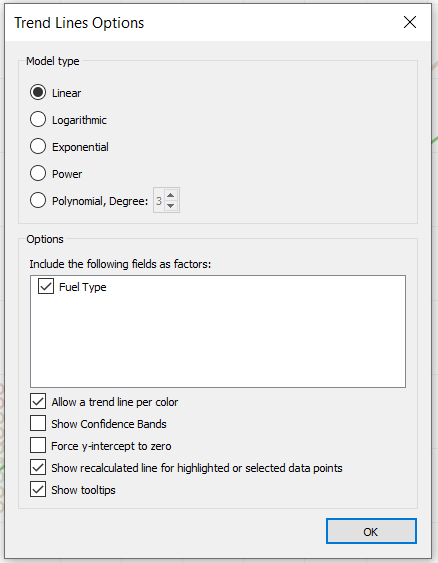 Trend Lines Options
Model type
Linear
Logarithmic
Exponential
Power
Polynomial, Degree: 3
Options
Include the following fields as factors:
Fuel Type
Allow a trend line per color
Show Confidence Bands
Force y-intercept to zero
Show recalculated line for highlighted or selected data points
Show tooltips
OK